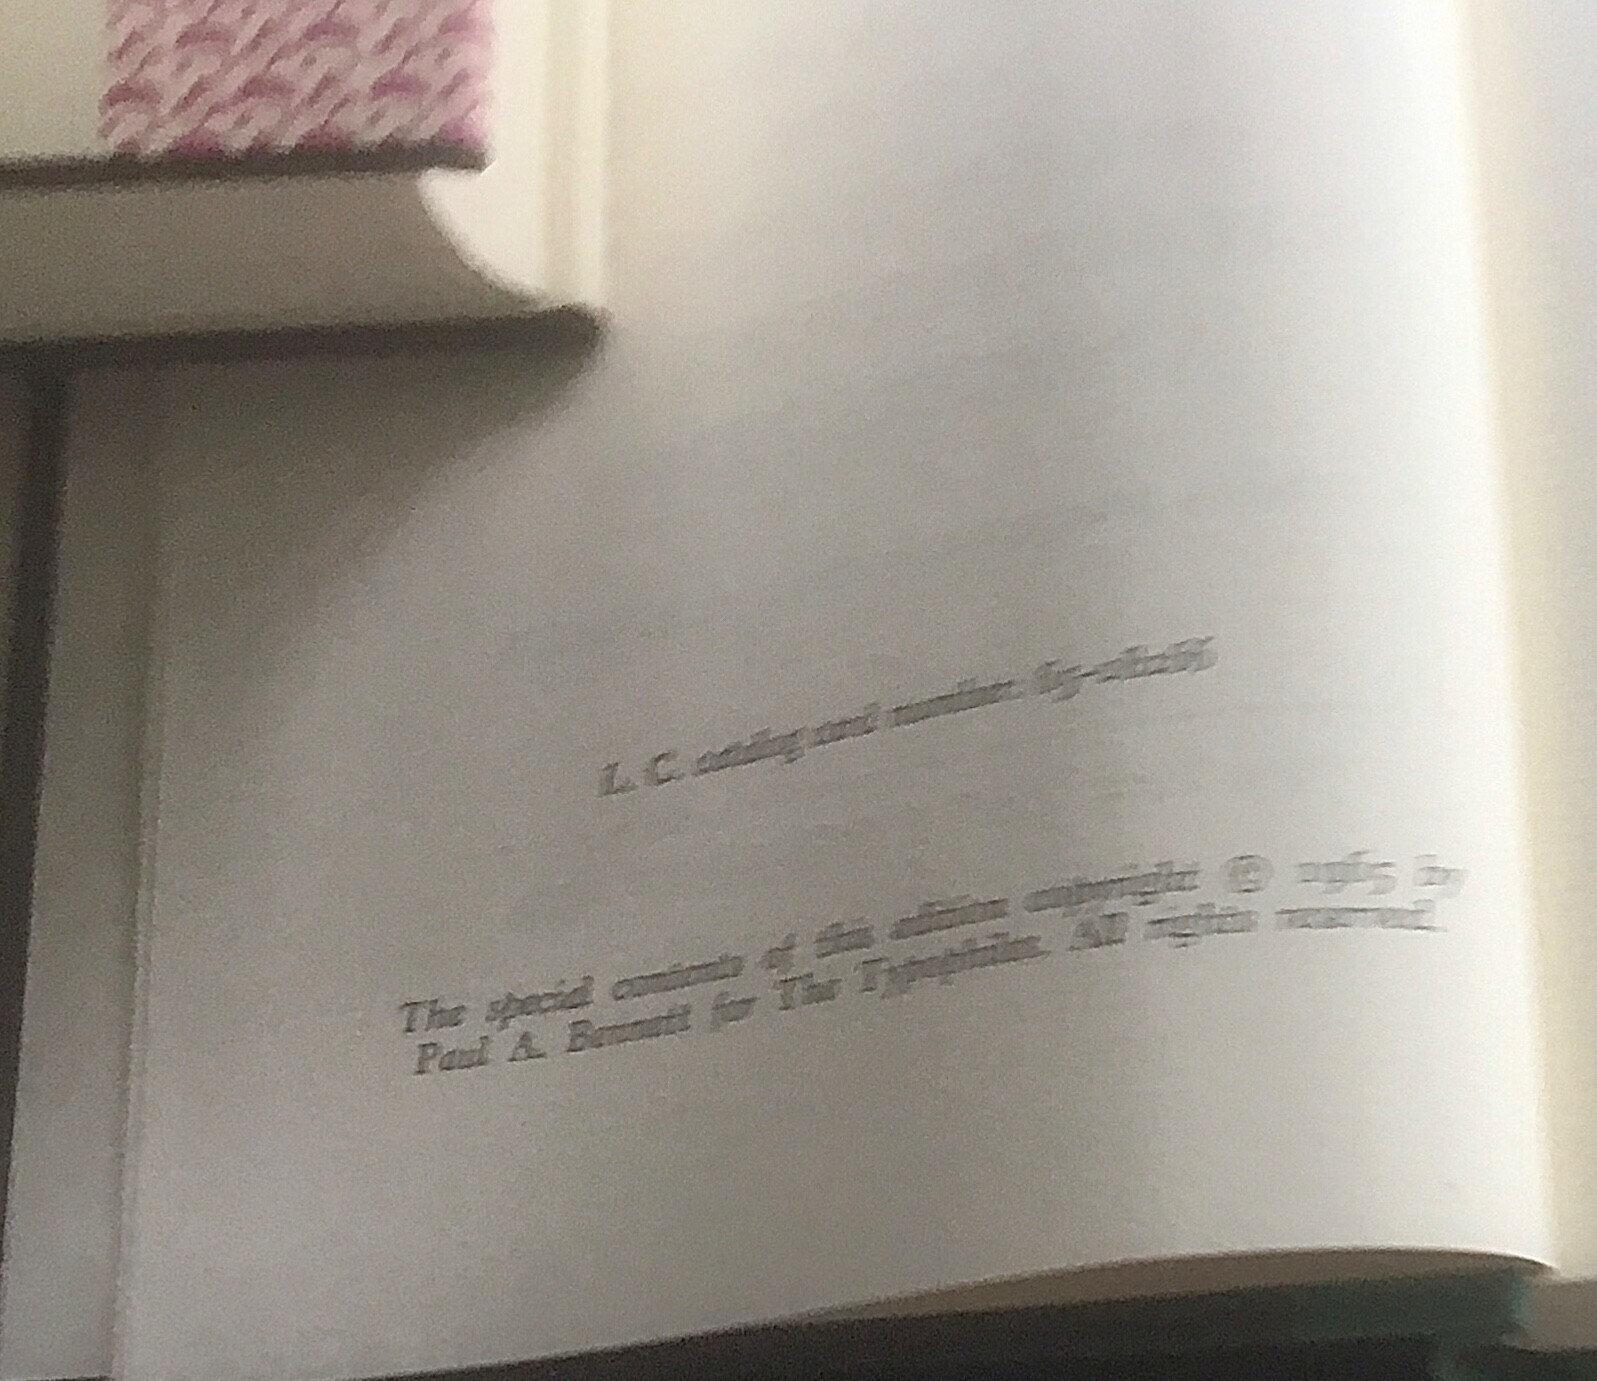 L. C. catalog card number:
The special contents of this edition copyright © 1965 by
Paul A. Bennett for The Typophiles. All rights reserved.